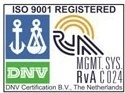 ISO 9001 REGISTERED
DNV
MGMT. SYS.
RvA C 024
DNV Certification B.V., The Netherlands